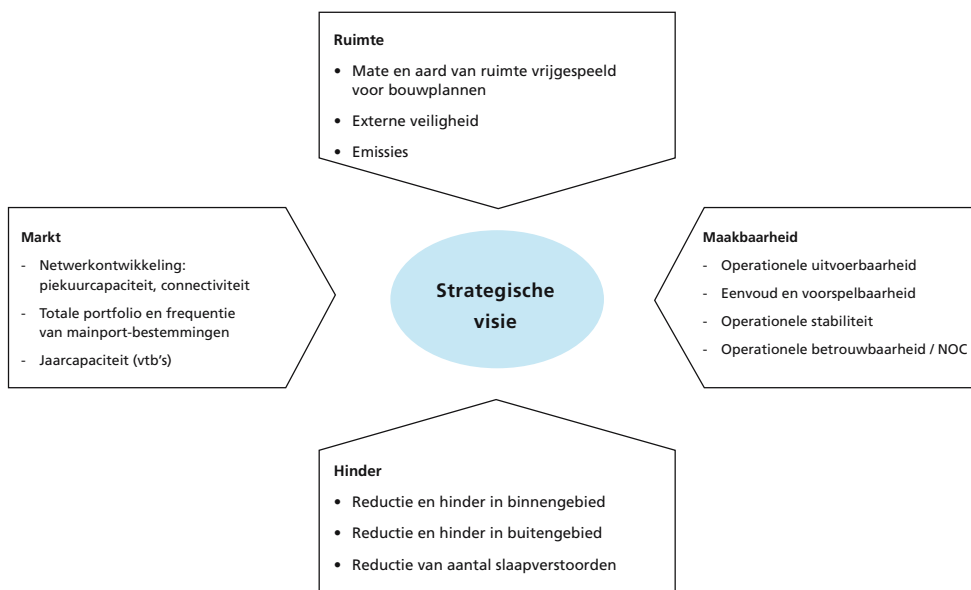 Ruimte
• Mate en aard van ruimte vrijgespeeld
voor bouwplannen
• Externe veiligheid
• Emissies
Markt
- Netwerkontwikkeling:
piekuurcapaciteit, connectiviteit
- Totale portfolio en frequentie
van mainport-bestemmingen
- Jaarcapaciteit (vtb's)
Strategische
visie
Maakbaarheid
- Operationele uitvoerbaarheid
- Eenvoud en voorspelbaarheid
- Operationele stabiliteit
- Operationele betrouwbaarheid / NOC
Hinder
• Reductie en hinder in binnengebied
• Reductie en hinder in buitengebied
• Reductie van aantal slaapverstoorden